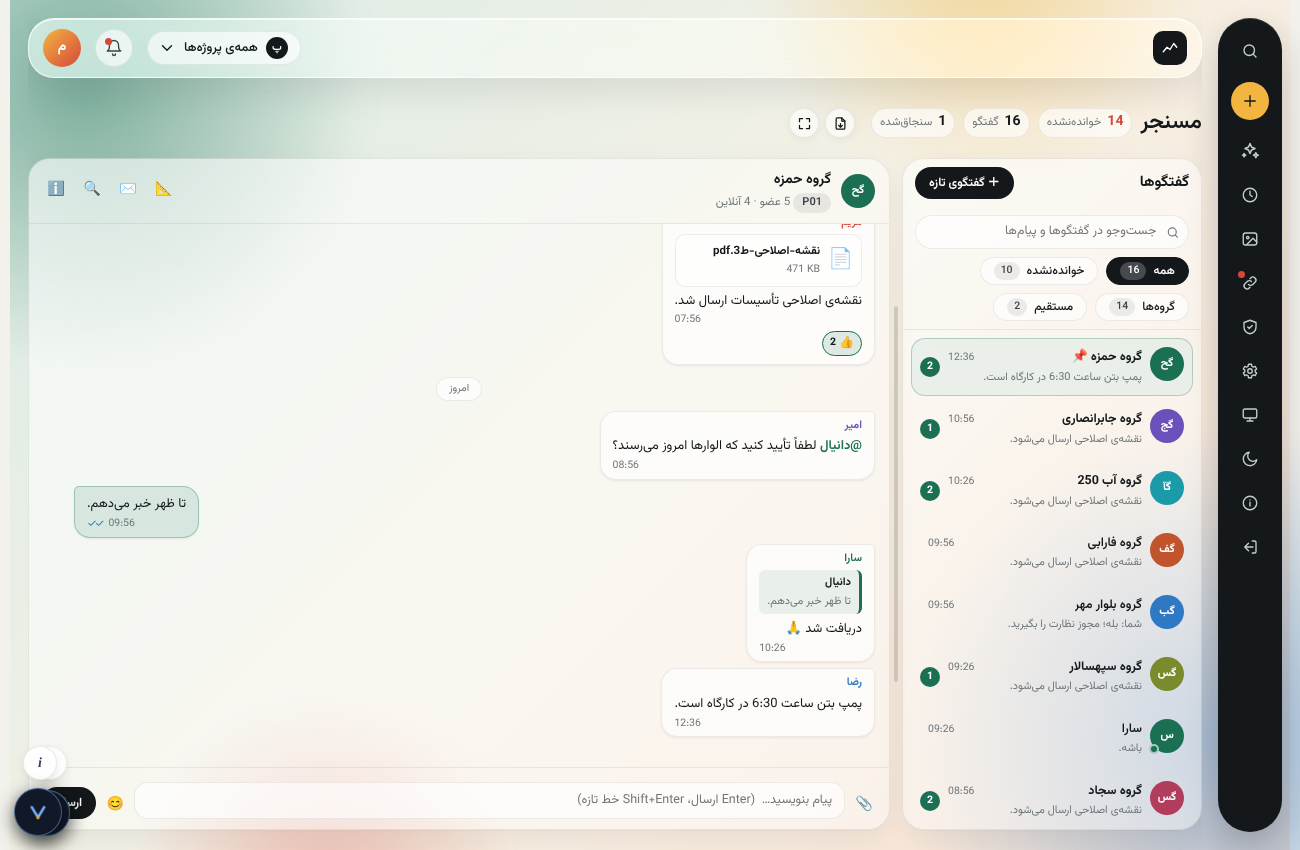 همه‌ی پروژه‌ها
پ
م
مسنجر
14 خوانده‌نشده
16 گفتگو
1 سنجاق‌شده
گفتگوها
+ گفتگوی تازه
جست‌وجو در گفتگوها و پیام‌ها
همه 16
خوانده‌نشده 10
گروه‌ها 14
مستقیم 2
گح
گروه حمزه 📌
12:36
پمپ بتن ساعت 6:30 در کارگاه است.
2
گج
گروه جابرانصاری
10:56
نقشه‌ی اصلاحی ارسال می‌شود.
1
گآ
گروه آب 250
10:26
نقشه‌ی اصلاحی ارسال می‌شود.
2
گف
گروه فارابی
09:56
نقشه‌ی اصلاحی ارسال می‌شود.
گب
گروه بلوار مهر
09:56
شما: بله؛ مجوز نظارت را بگیرید.
گس
گروه سپهسالار
09:26
نقشه‌ی اصلاحی ارسال می‌شود.
1
س
سارا
09:26
باشه.
گس
گروه سجاد
08:56
نقشه‌ی اصلاحی ارسال می‌شود.
2
گح
گروه حمزه
P01 5 عضو · 4 آنلاین
مریم
نقشه-اصلاحی-ط3.pdf
471 KB
نقشه‌ی اصلاحی تأسیسات ارسال شد.
07:56
👍 2
امروز
امیر
@دانیال لطفاً تأیید کنید که الوارها امروز می‌رسند؟
08:56
تا ظهر خبر می‌دهم.
09:56
سارا
دانیال
تا ظهر خبر می‌دهم.
دریافت شد 🙏
10:26
رضا
پمپ بتن ساعت 6:30 در کارگاه است.
12:36
پیام بنویسید… (Enter ارسال، Shift+Enter خط تازه)
i